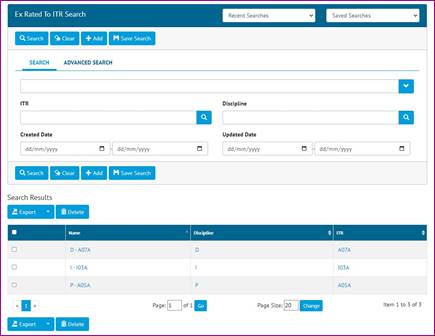 Ex Rated To ITR Search Recent Searches Saved Searches
Search Clear Add Save Search
SEARCH ADVANCED SEARCH
ITR Discipline
Created Date Updated Date
dd/mm/yyyy - dd/mm/yyyy dd/mm/yyyy - dd/mm/yyyy
Search Clear Add Save Search
Search Results
Export Delete
Name Discipline ITR
D - A07A D A07A
I - I03A I I03A
P - A05A P A05A
« 1 » Page: 1 of 1 Go Page Size: 20 Change Item 1 to 3 of 3
Export Delete